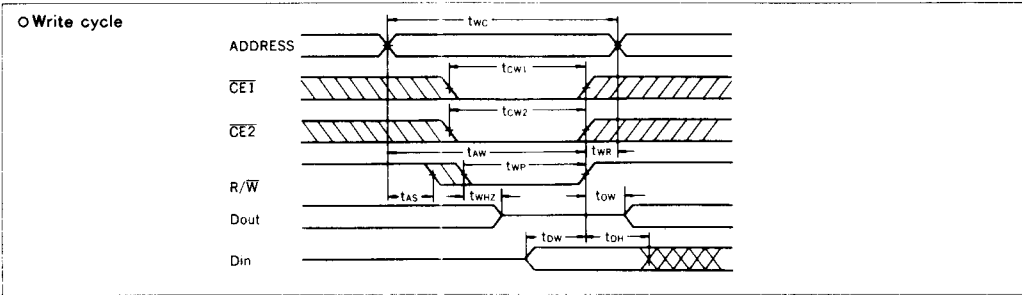 ○ Write cycle
tWC
ADDRESS
tCW1
CE1
tCW2
CE2
tAW
tWR
tWP
R/W
tAS
tWHZ
tOW
Dout
tDW
tDH
Din